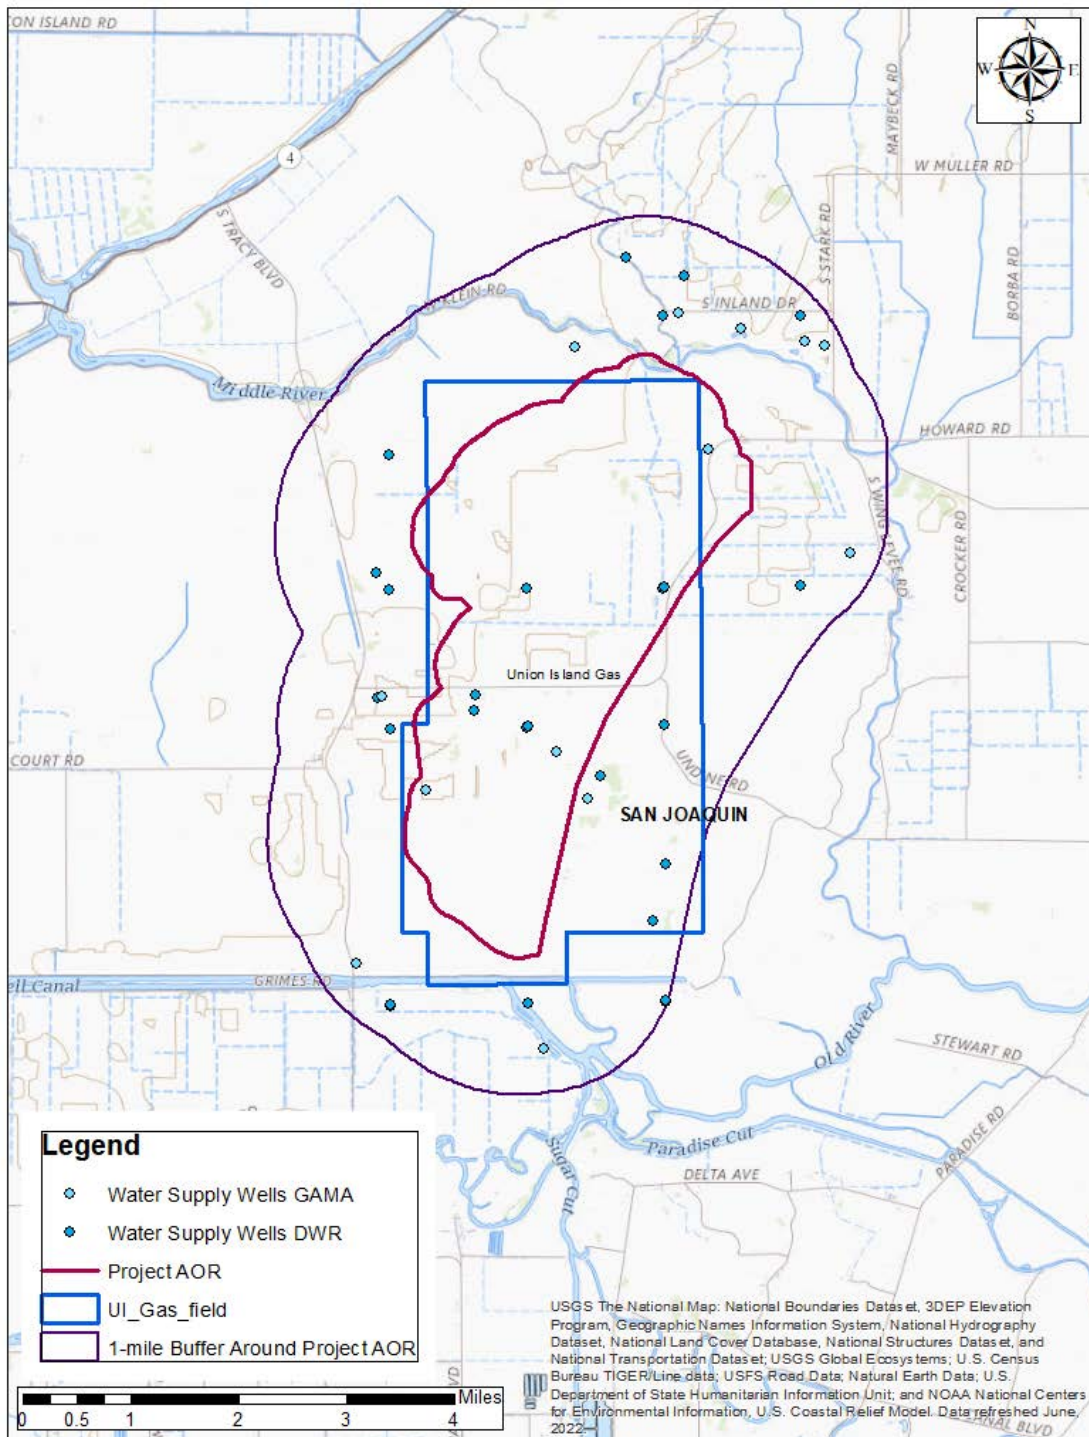 ON ISLAND RD
N
W E
S
MAYBECK RD
4
W MULLER RD
S TRACY BLVD
S STARK RD
BORBA RD
KLEIN RD
S INLAND DR
Middle River
HOWARD RD
S WING LEVEE RD
CROCKER RD
Union Island Gas
COURT RD
UNDINE RD
SAN JOAQUIN
ell Canal
GRIMES RD
Old River
STEWART RD
Paradise Cut
PARADISE RD
Sugar Cut
DELTA AVE
Legend
Water Supply Wells GAMA
Water Supply Wells DWR
Project AOR
UI_Gas_field
1-mile Buffer Around Project AOR
USGS The National Map: National Boundaries Dataset, 3DEP Elevation
Program, Geographic Names Information System, National Hydrography
Dataset, National Land Cover Database, National Structures Dataset, and
National Transportation Dataset; USGS Global Ecosystems; U.S. Census
Bureau TIGER/Line data; USFS Road Data; Natural Earth Data; U.S.
Department of State Humanitarian Information Unit; and NOAA National Centers
for Environmental Information, U.S. Coastal Relief Model. Data refreshed June,
2022.
CANAL BLVD
Miles
0 0.5 1 2 3 4